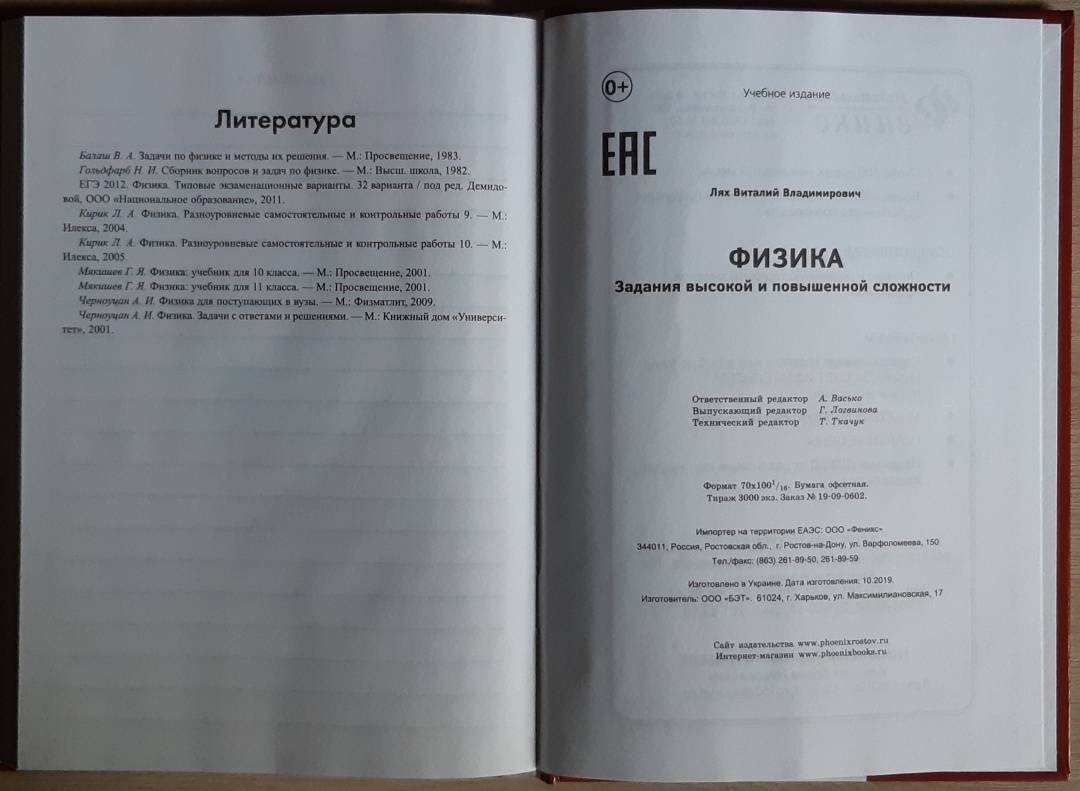 Литература
Балаш В. А. Задачи по физике и методы их решения. — М.: Просвещение, 1983.
Гольдфарб Н. И. Сборник вопросов и задач по физике. — М.: Высш. школа, 1982.
ЕГЭ 2012. Физика. Типовые экзаменационные варианты. 32 варианта / под ред. Демидо-
вой, ООО «Национальное образование», 2011.
Кирик Л. А. Физика. Разноуровневые самостоятельные и контрольные работы 9. — М.:
Илекса, 2004.
Кирик Л. А. Физика. Разноуровневые самостоятельные и контрольные работы 10. — М.:
Илекса, 2005.
Мякишев Г. Я. Физика: учебник для 10 класса. — М.: Просвещение, 2001.
Мякишев Г. Я. Физика: учебник для 11 класса. — М.: Просвещение, 2001.
Черноуцан А. И. Физика для поступающих в вузы. — М.: Физматлит, 2009.
Черноуцан А. И. Физика. Задачи с ответами и решениями. — М.: Книжный дом «Универси-
тет», 2001.
0+
Учебное издание
EAC
Лях Виталий Владимирович
ФИЗИКА
Задания высокой и повышенной сложности
Ответственный редактор А. Васько
Выпускающий редактор Г. Логвинова
Технический редактор Т. Ткачук
Формат 70х100¹/₁₆. Бумага офсетная.
Тираж 3000 экз. Заказ № 19-09-0602.
Импортер на территории ЕАЭС: ООО «Феникс»
344011, Россия, Ростовская обл., г. Ростов-на-Дону, ул. Варфоломеева, 150
Тел./факс: (863) 261-89-50, 261-89-59
Изготовлено в Украине. Дата изготовления: 10.2019.
Изготовитель: ООО «БЭТ». 61024, г. Харьков, ул. Максимилиановская, 17
Сайт издательства www.phoenixrostov.ru
Интернет-магазин www.phoenixbooks.ru